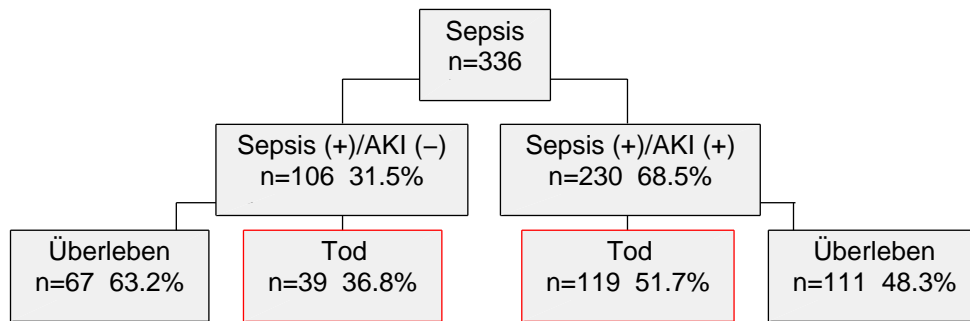 Sepsis
n=336
Sepsis (+)/AKI (−)
n=106 31.5%
Sepsis (+)/AKI (+)
n=230 68.5%
Überleben
n=67 63.2%
Tod
n=39 36.8%
Tod
n=119 51.7%
Überleben
n=111 48.3%